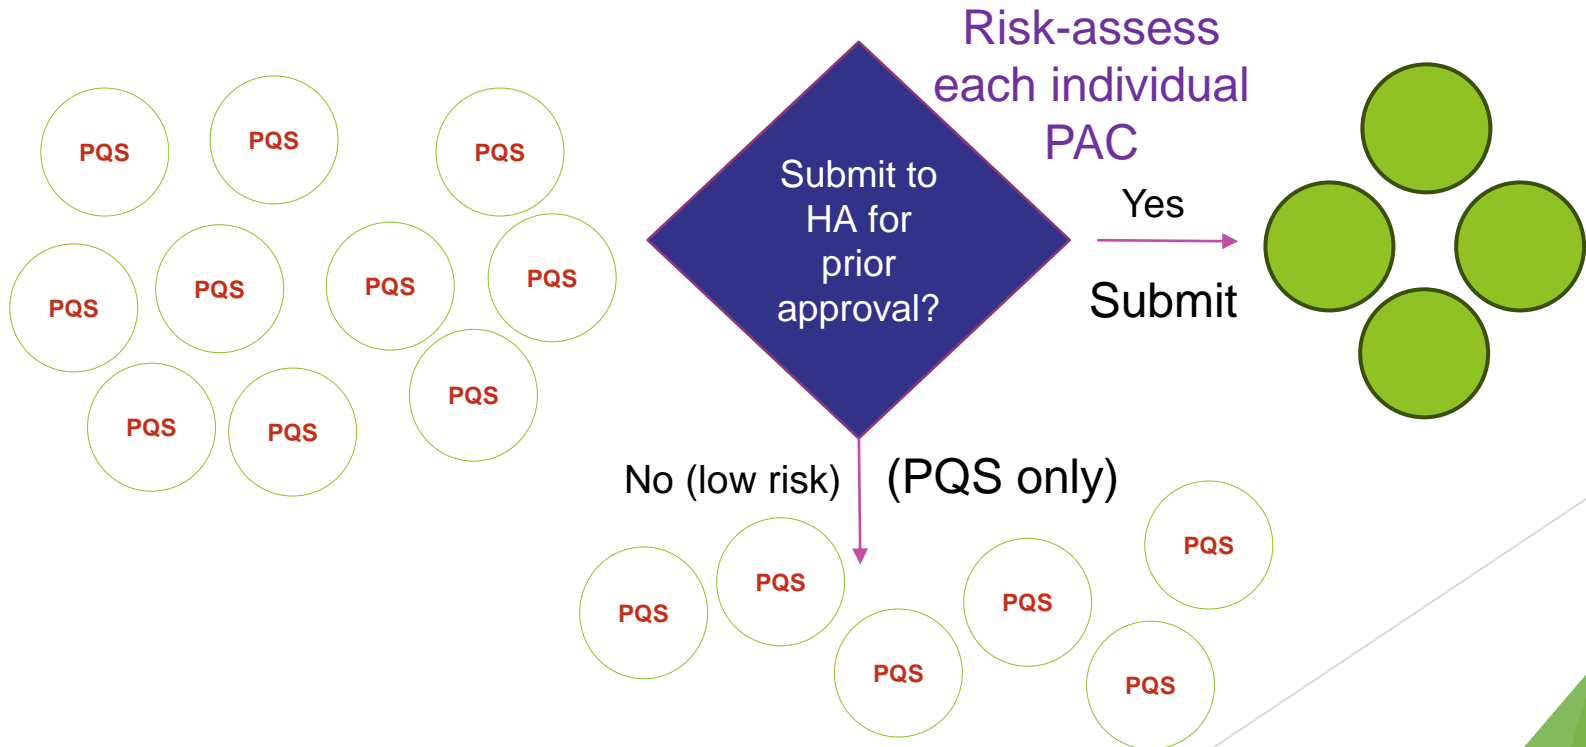 PQS
PQS
PQS
PQS
PQS
PQS
PQS
PQS
PQS
PQS
Submit to
HA for
prior
approval?
Risk-assess
each individual
PAC
Yes
Submit
No (low risk)
(PQS only)
PQS
PQS
PQS
PQS
PQS
PQS